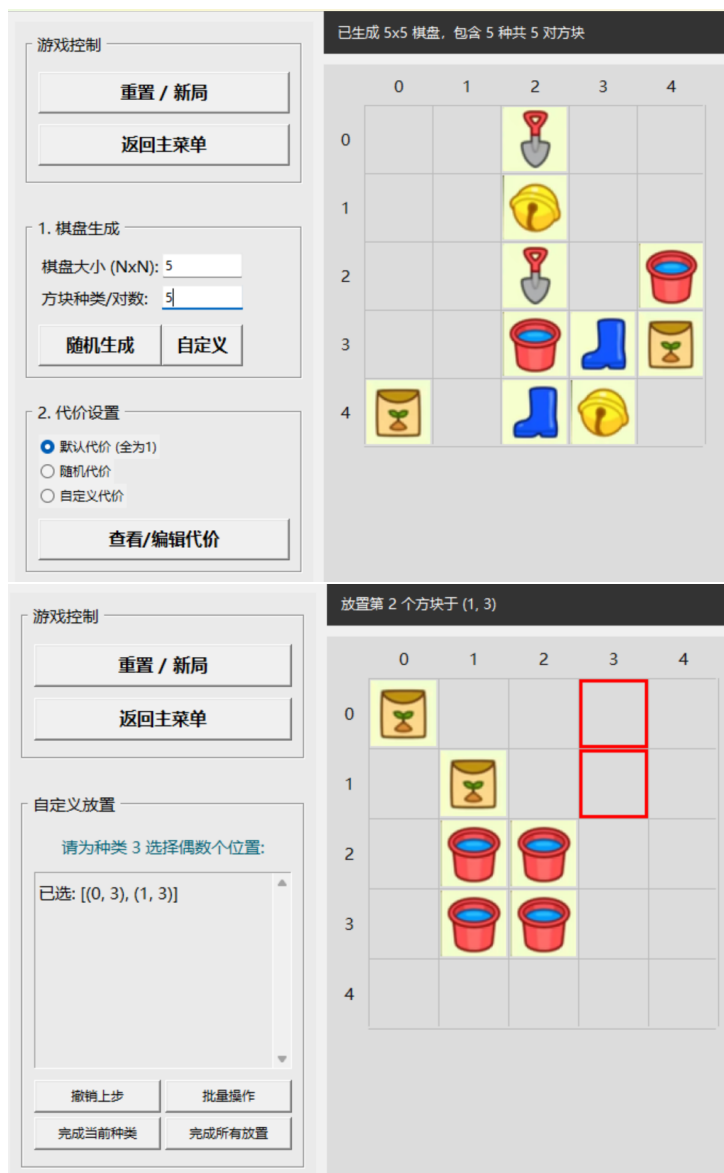 游戏控制
重置 / 新局
返回主菜单
1. 棋盘生成
棋盘大小 (NxN): 5
方块种类/对数: 5
随机生成 自定义
2. 代价设置
默认代价 (全为1)
随机代价
自定义代价
查看/编辑代价
已生成 5x5 棋盘，包含 5 种共 5 对方块
0 1 2 3 4
0
1
2
3
4
游戏控制
重置 / 新局
返回主菜单
自定义放置
请为种类 3 选择偶数个位置:
已选: [(0, 3), (1, 3)]
撤销上步 批量操作
完成当前种类 完成所有放置
放置第 2 个方块于 (1, 3)
0 1 2 3 4
0
1
2
3
4